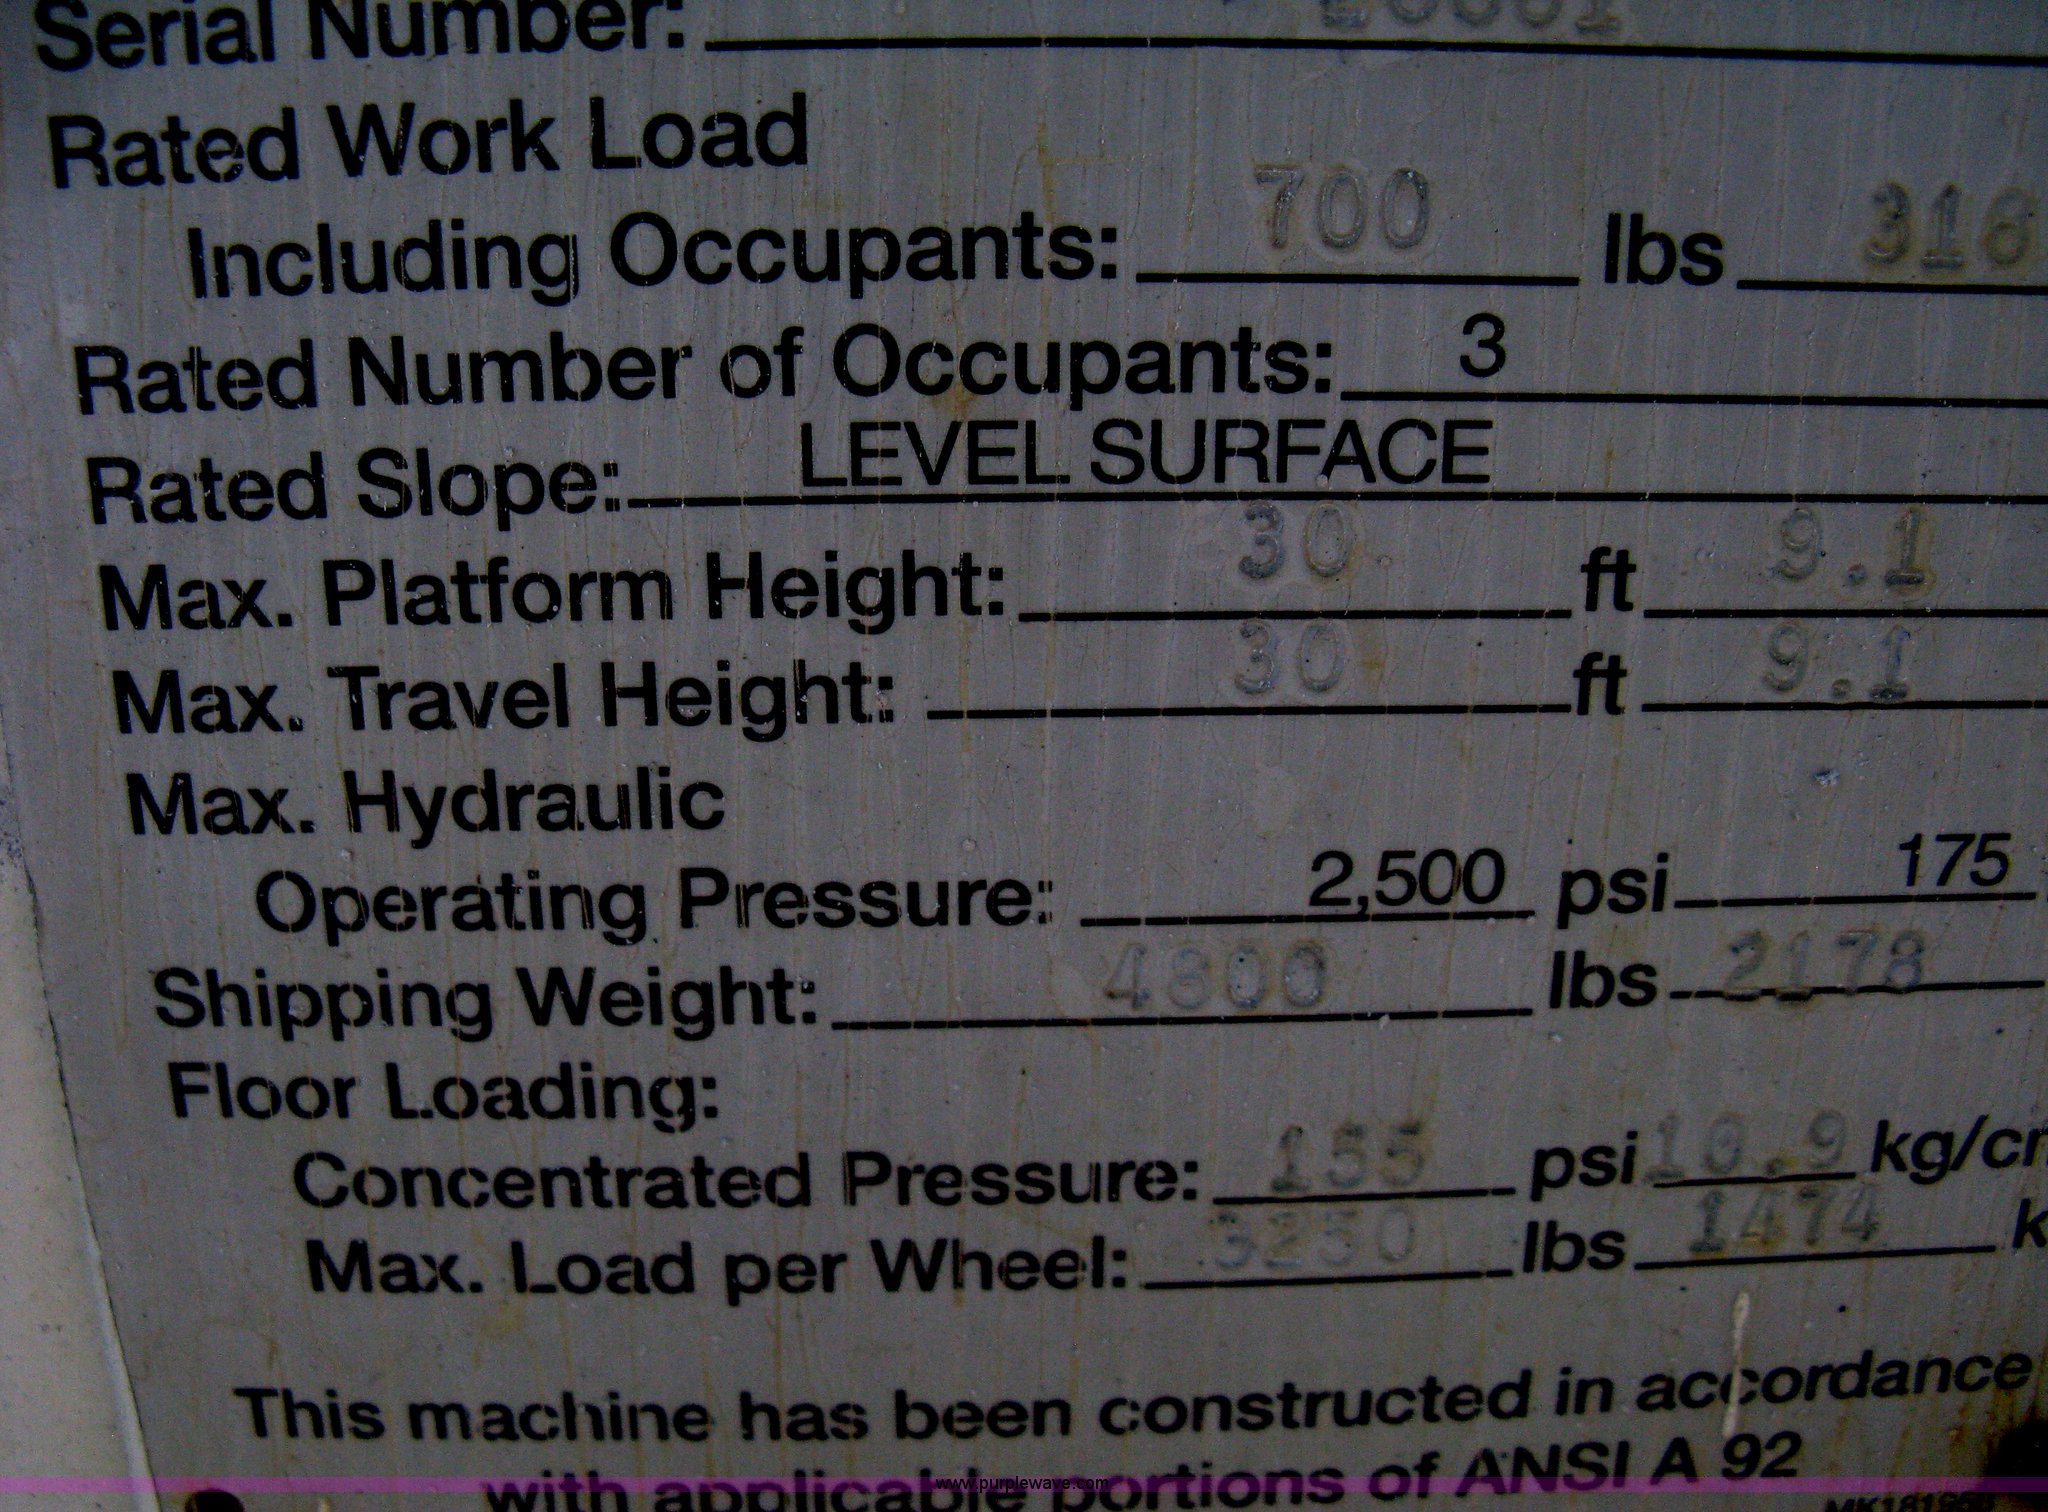 Serial Number:
Rated Work Load
Including Occupants: 700 lbs 318
Rated Number of Occupants: 3
Rated Slope: LEVEL SURFACE
Max. Platform Height: 30 ft 9.1
Max. Travel Height: 30 ft 9.1
Max. Hydraulic
Operating Pressure: 2,500 psi 175
Shipping Weight: 4800 lbs 2178
Floor Loading:
Concentrated Pressure: 155 psi 10.9 kg/cm
Max. Load per Wheel: 3250 lbs 1474 k
This machine has been constructed in accordance
with applicable portions of ANSI A 92
www.purplewave.com